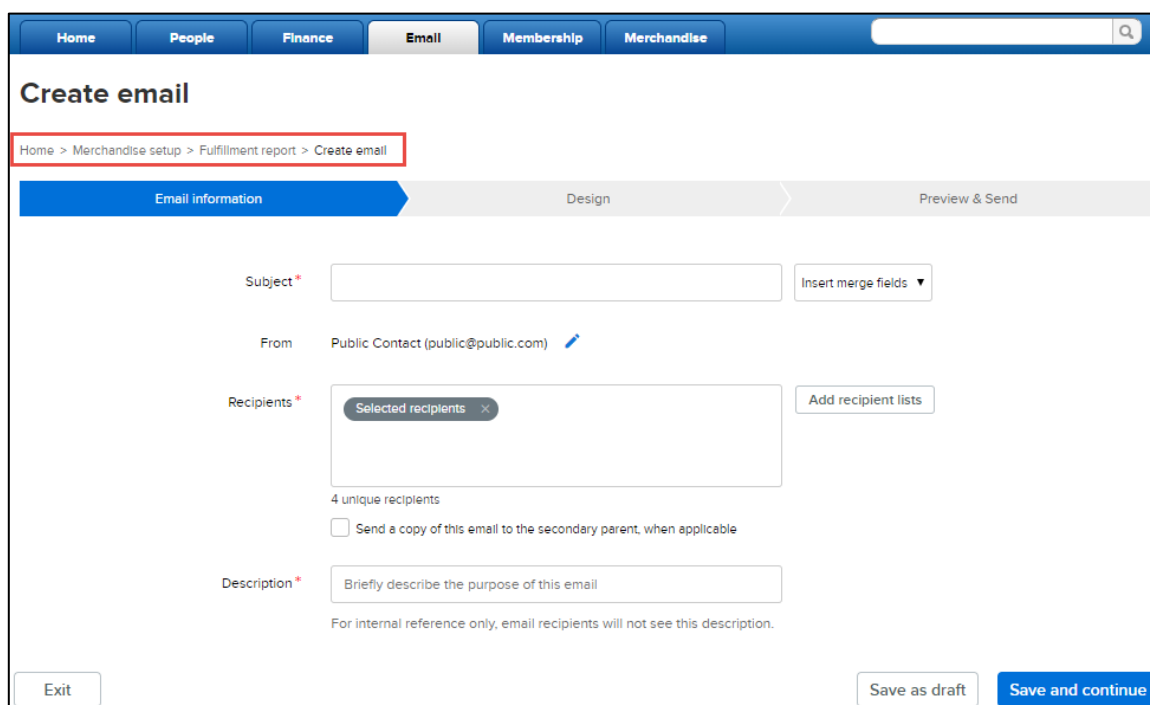 Home People Finance Email Membership Merchandise
Create email
Home > Merchandise setup > Fulfillment report > Create email
Email information Design Preview & Send
Subject* Insert merge fields ▼
From Public Contact (public@public.com)
Recipients* Selected recipients × Add recipient lists
4 unique recipients
Send a copy of this email to the secondary parent, when applicable
Description* Briefly describe the purpose of this email
For internal reference only, email recipients will not see this description.
Exit Save as draft Save and continue